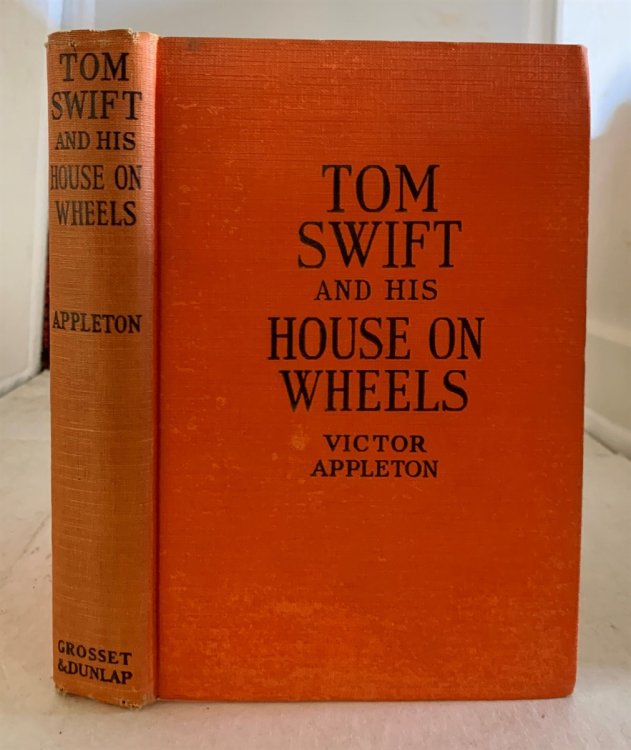 TOM
SWIFT
AND HIS
HOUSE ON
WHEELS
APPLETON
GROSSET
&DUNLAP
TOM
SWIFT
AND HIS
HOUSE ON
WHEELS
VICTOR
APPLETON